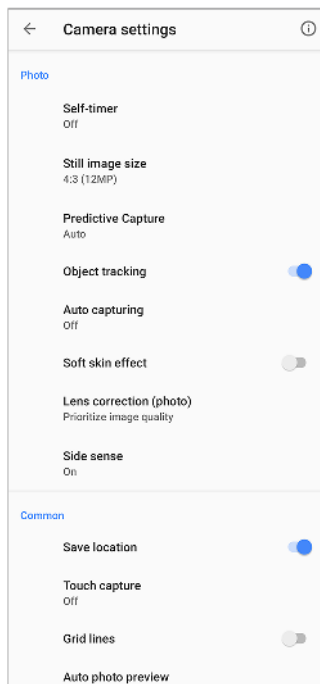 Camera settings
Photo
Self-timer
Off
Still image size
4:3 (12MP)
Predictive Capture
Auto
Object tracking
Auto capturing
Off
Soft skin effect
Lens correction (photo)
Prioritize image quality
Side sense
On
Common
Save location
Touch capture
Off
Grid lines
Auto photo preview